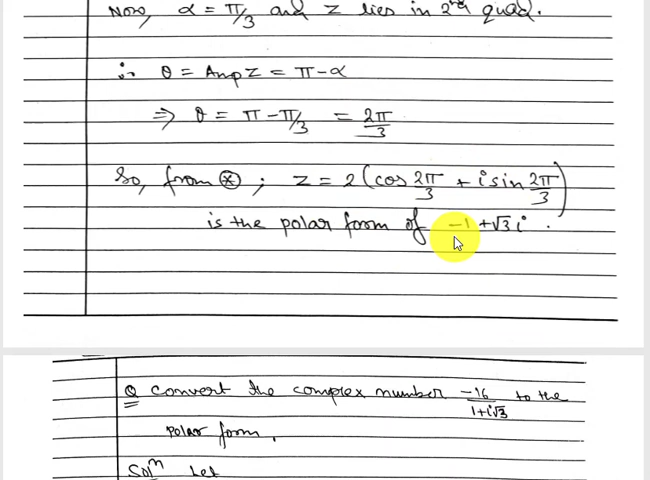 Now, α = π/3 and z lies in 2nd quad.
∴ θ = Amp z = π-α
⇒ θ = π - π/3 = 2π/3
So, from ⊛ ; z = 2(cos 2π/3 + i sin 2π/3)
is the polar form of -1+√3 i .
Q Convert the complex number -16/1+i√3 to the
polar form.
Solⁿ Let